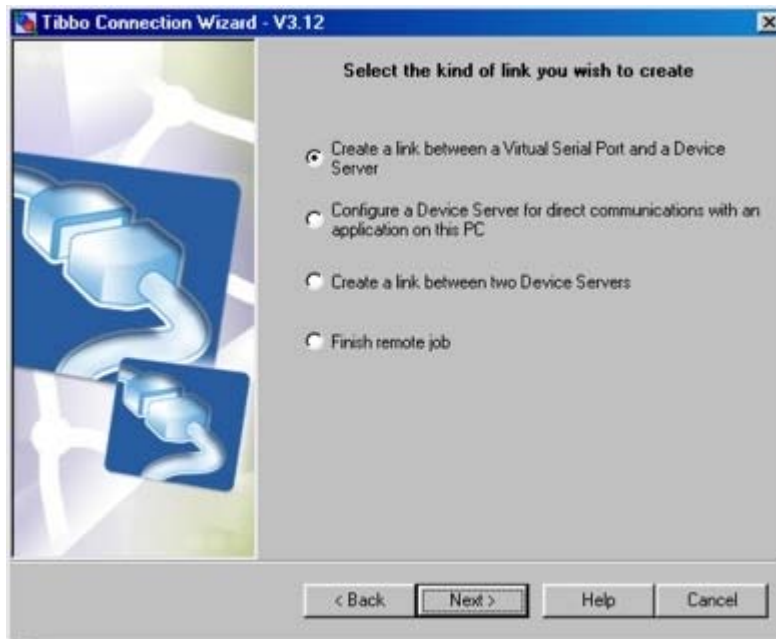 Tibbo Connection Wizard - V3.12
Select the kind of link you wish to create
Create a link between a Virtual Serial Port and a Device
Server
Configure a Device Server for direct communications with an
application on this PC
Create a link between two Device Servers
Finish remote job
< Back
Next >
Help
Cancel